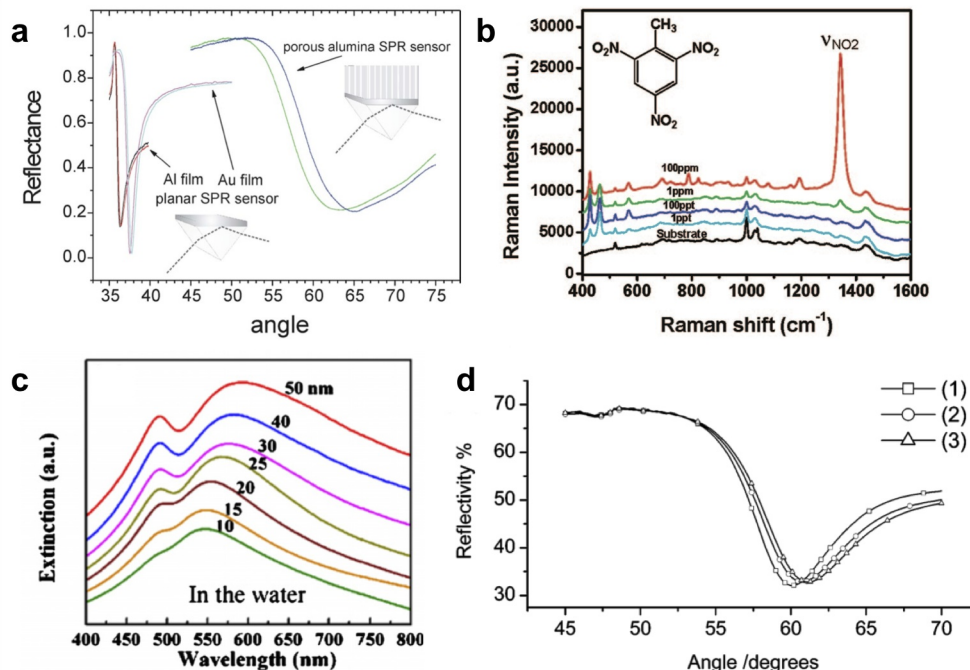 a
Reflectance
1.0
0.8
0.6
0.4
0.2
0.0
porous alumina SPR sensor
Al film
Au film
planar SPR sensor
35 40 45 50 55 60 65 70 75
angle
b
Raman Intensity (a.u.)
30000
25000
20000
15000
10000
5000
0
CH3
O2N
NO2
NO2
νNO2
100ppm
1ppm
100ppt
1ppt
Substrate
400 600 800 1000 1200 1400 1600
Raman shift (cm-1)
c
Extinction (a.u.)
50 nm
40
30
25
20
15
10
In the water
400 450 500 550 600 650 700 750 800
Wavelength (nm)
d
Reflectivity %
70
65
60
55
50
45
40
35
30
(1)
(2)
(3)
45 50 55 60 65 70
Angle /degrees